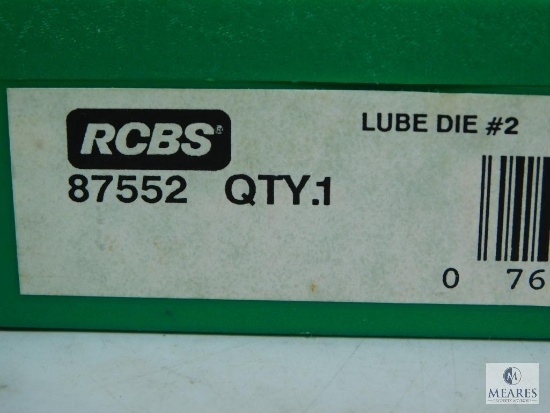 RCBS
LUBE DIE #2
87552 QTY.1
0 76
M
MEARES